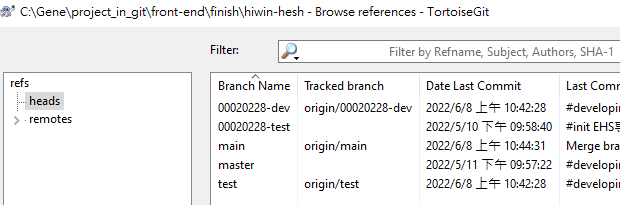 C:\Gene\project_in_git\front-end\finish\hiwin-hesh - Browse references - TortoiseGit
Filter: Filter by Refname, Subject, Authors, SHA-1
refs
heads
remotes
Branch Name Tracked branch Date Last Commit Last Comm
00020228-dev origin/00020228-dev 2022/6/8 上午 10:42:28 #developin
00020228-test 2022/5/10 下午 09:58:40 #init EHS
main origin/main 2022/6/8 上午 10:44:31 Merge bra
master 2022/5/11 下午 09:57:22 #developin
test origin/test 2022/6/8 上午 10:42:28 #developin